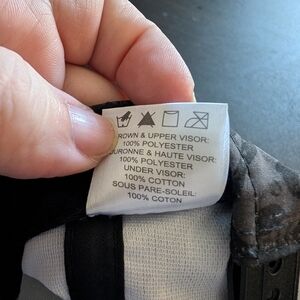 ROWN & UPPER VISOR:
100% POLYESTER
URONNE & HAUTE VISOR:
100% POLYESTER
UNDER VISOR:
100% COTTON
SOUS PARE-SOLEIL:
100% COTON